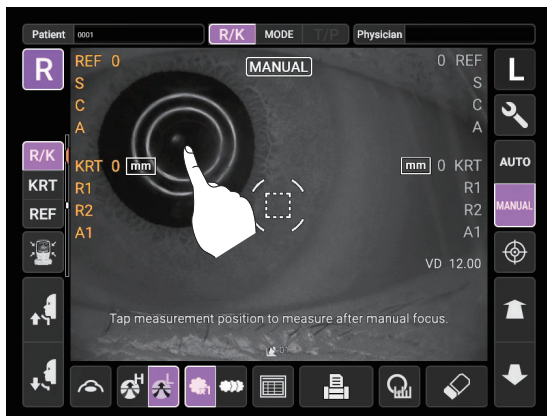 Patient 0001 R/K MODE T/P Physician
R REF 0 MANUAL 0 REF L
S S
C C
A A
R/K KRT 0 mm mm 0 KRT AUTO
KRT R1 R1
REF R2 R2 MANUAL
A1 A1
VD 12.00
Tap measurement position to measure after manual focus.
H L